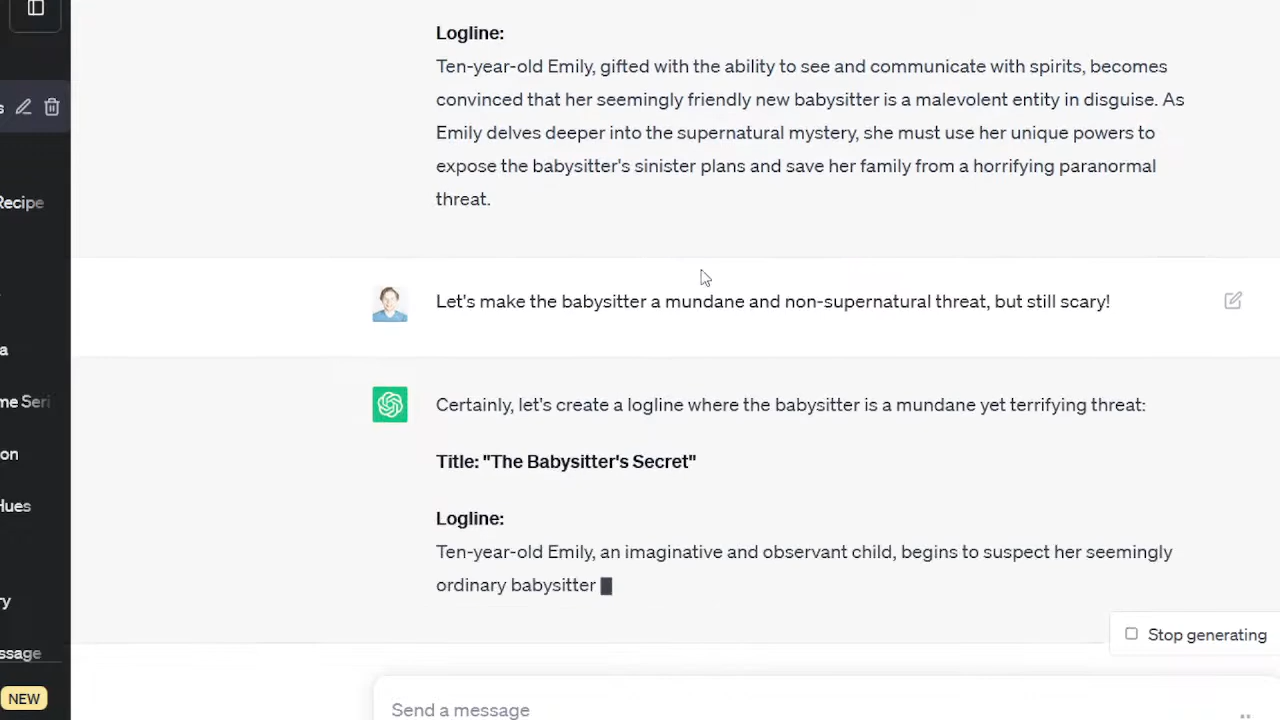 Logline:
Ten-year-old Emily, gifted with the ability to see and communicate with spirits, becomes
convinced that her seemingly friendly new babysitter is a malevolent entity in disguise. As
Emily delves deeper into the supernatural mystery, she must use her unique powers to
expose the babysitter's sinister plans and save her family from a horrifying paranormal
threat.
Recipe
Let's make the babysitter a mundane and non-supernatural threat, but still scary!
a
me Seri
Certainly, let's create a logline where the babysitter is a mundane yet terrifying threat:
on
Title: "The Babysitter's Secret"
Hues
Logline:
Ten-year-old Emily, an imaginative and observant child, begins to suspect her seemingly
ordinary babysitter
ry
Stop generating
ssage
NEW
Send a message